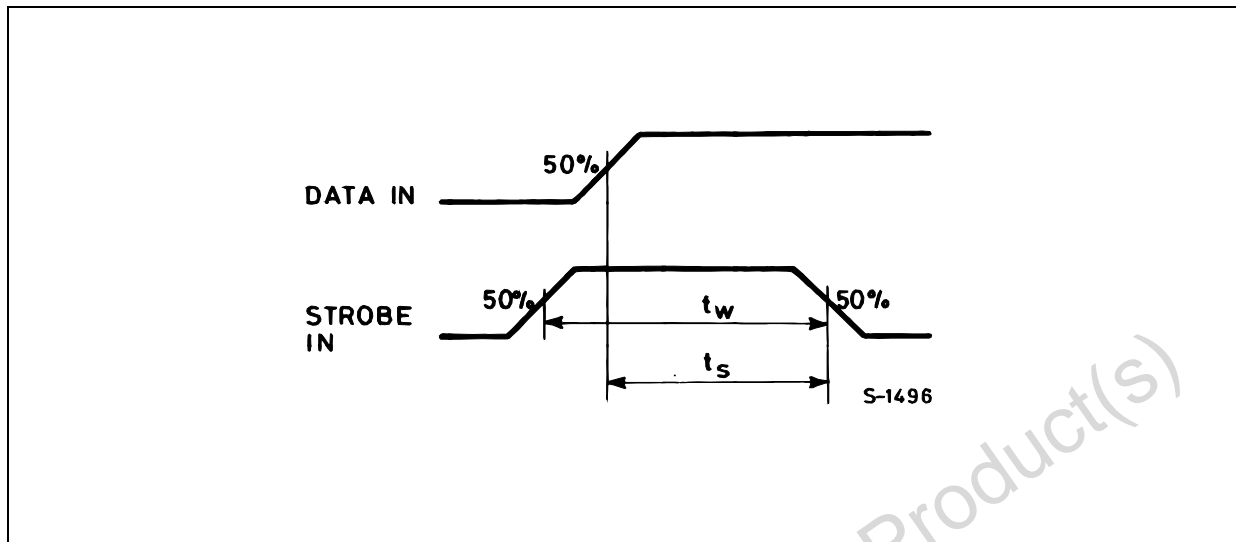 50%
DATA IN
50%
50%
STROBE
IN
tw
ts
S-1496
Product(s)